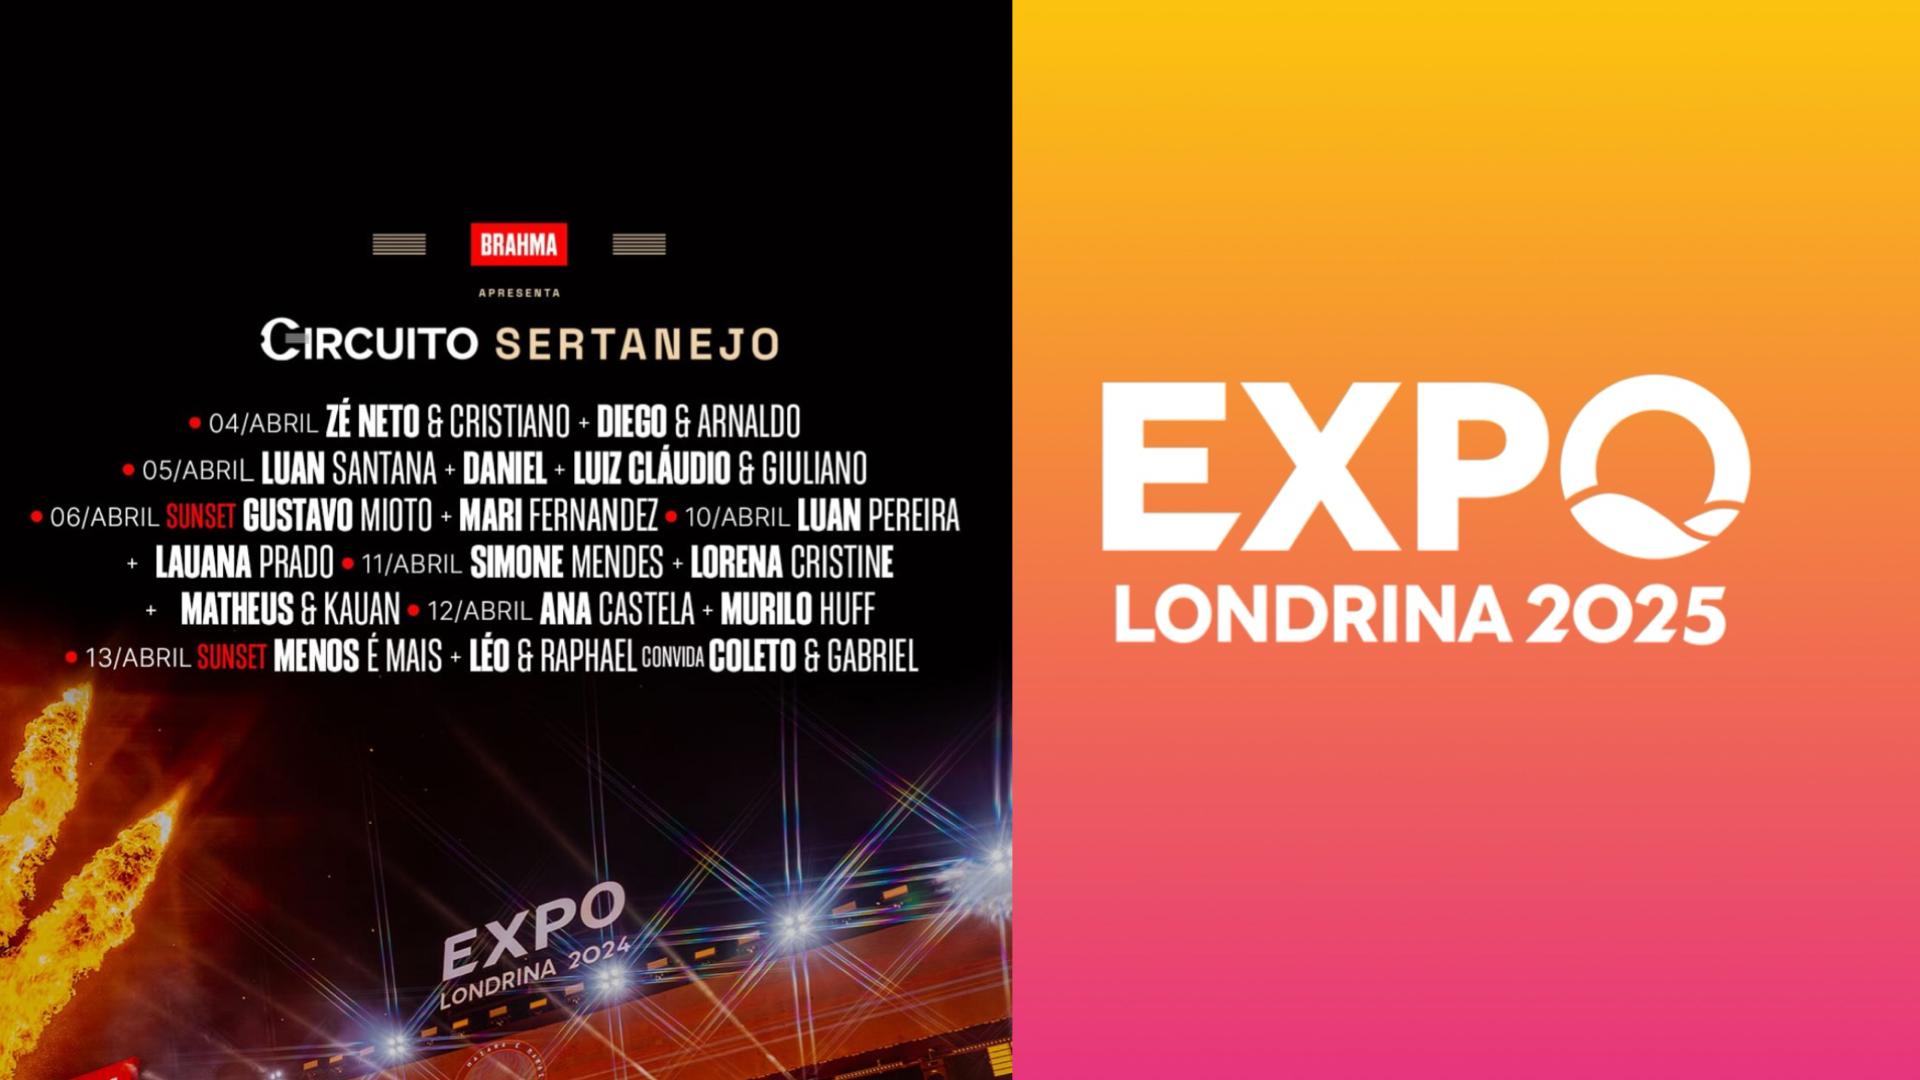 BRAHMA
APRESENTA
CIRCUITO SERTANEJO
• 04/ABRIL ZÉ NETO & CRISTIANO + DIEGO & ARNALDO
• 05/ABRIL LUAN SANTANA + DANIEL + LUIZ CLÁUDIO & GIULIANO
• 06/ABRIL SUNSET GUSTAVO MIOTO + MARI FERNANDEZ • 10/ABRIL LUAN PEREIRA
+ LAUANA PRADO • 11/ABRIL SIMONE MENDES + LORENA CRISTINE
+ MATHEUS & KAUAN • 12/ABRIL ANA CASTELA + MURILO HUFF
• 13/ABRIL SUNSET MENOS É MAIS + LÉO & RAPHAEL CONVIDA COLETO & GABRIEL
EXPO
LONDRINA 2024
EXPO
LONDRINA 2025